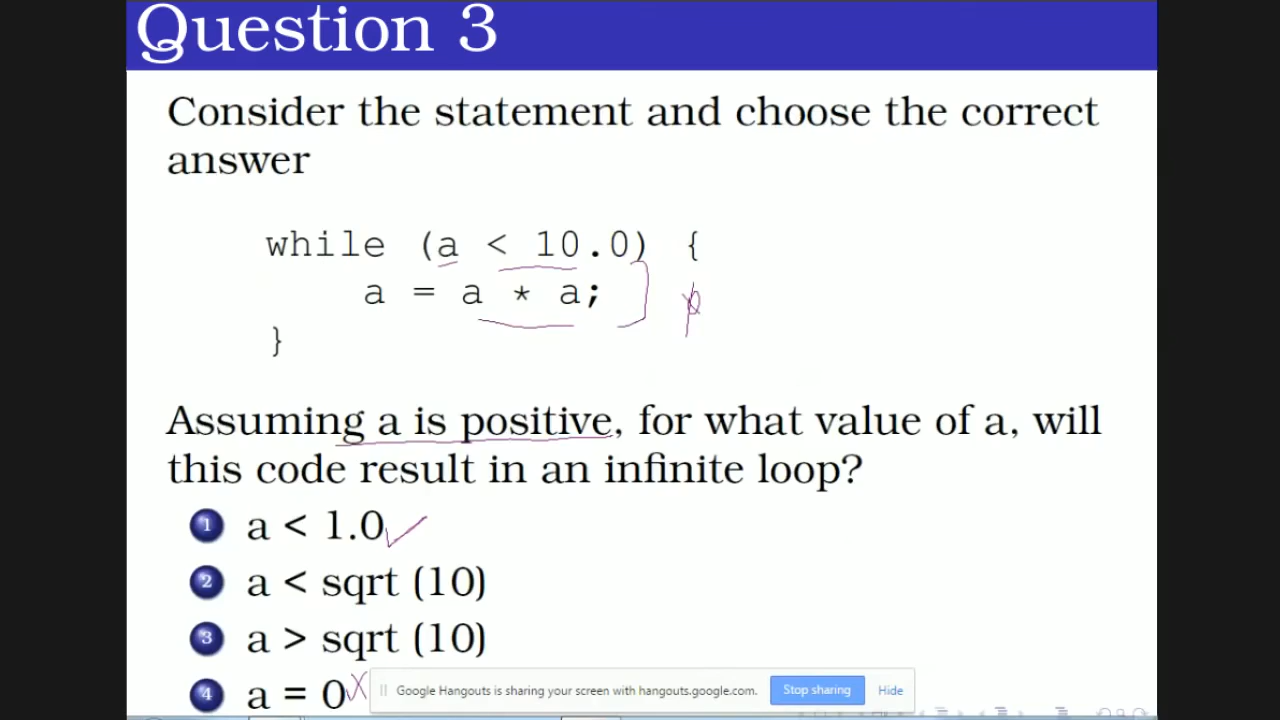 Question 3
Consider the statement and choose the correct
answer
while (a < 10.0) {
a = a * a;
}
Assuming a is positive, for what value of a, will
this code result in an infinite loop?
1 a < 1.0
2 a < sqrt (10)
3 a > sqrt (10)
4 a = 0
Google Hangouts is sharing your screen with hangouts.google.com. Stop sharing Hide